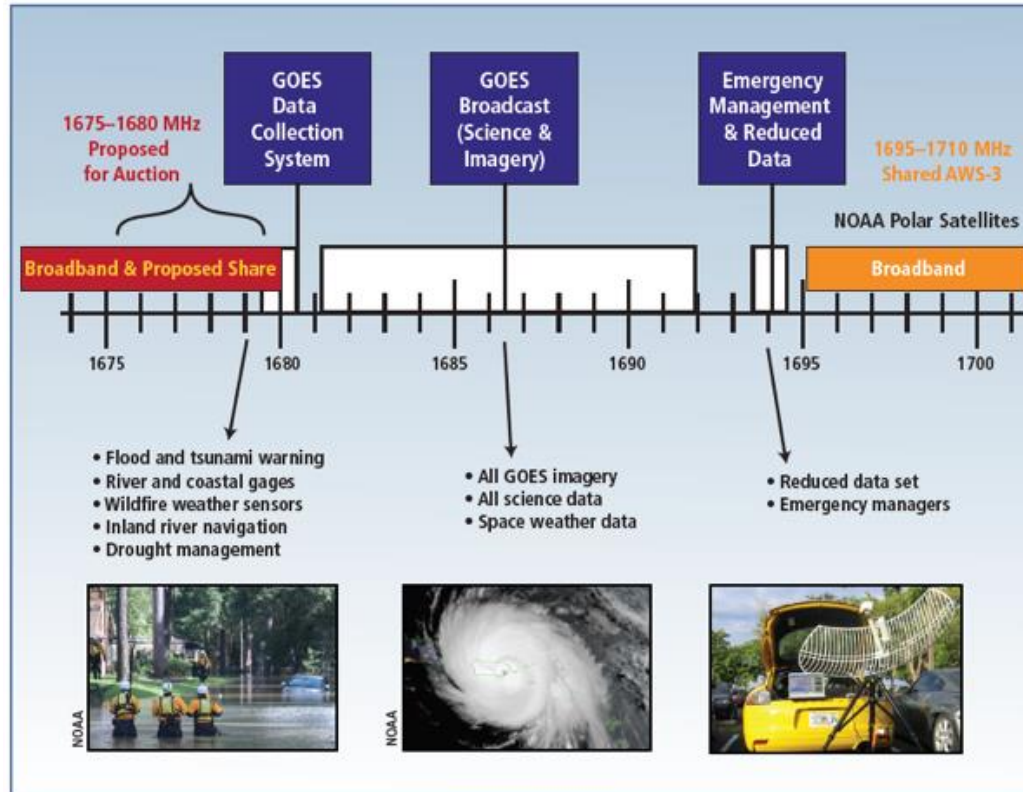 GOES
Data
Collection
System
GOES
Broadcast
(Science &
Imagery)
Emergency
Management
& Reduced
Data
1675–1680 MHz
Proposed
for Auction
1695–1710 MHz
Shared AWS-3
NOAA Polar Satellites
Broadband & Proposed Share
Broadband
1675
1680
1685
1690
1695
1700
• Flood and tsunami warning
• River and coastal gages
• Wildfire weather sensors
• Inland river navigation
• Drought management
• All GOES imagery
• All science data
• Space weather data
• Reduced data set
• Emergency managers
NOAA
NOAA